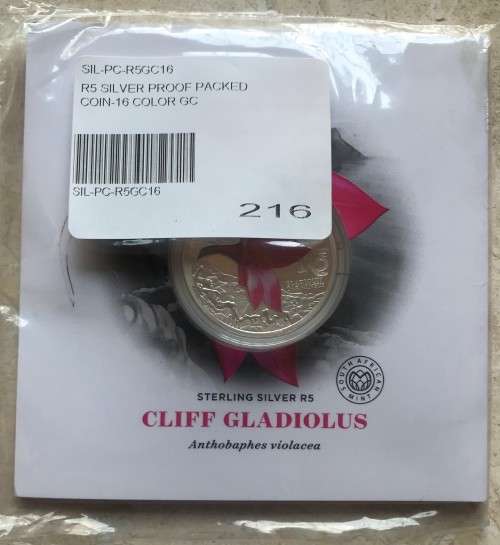 SIL-PC-R5GC16
R5 SILVER PROOF PACKED
COIN-16 COLOR GC
SIL-PC-R5GC16
216
STERLING SILVER R5
CLIFF GLADIOLUS
Anthobaphes violacea
SOUTH AFRICAN MINT